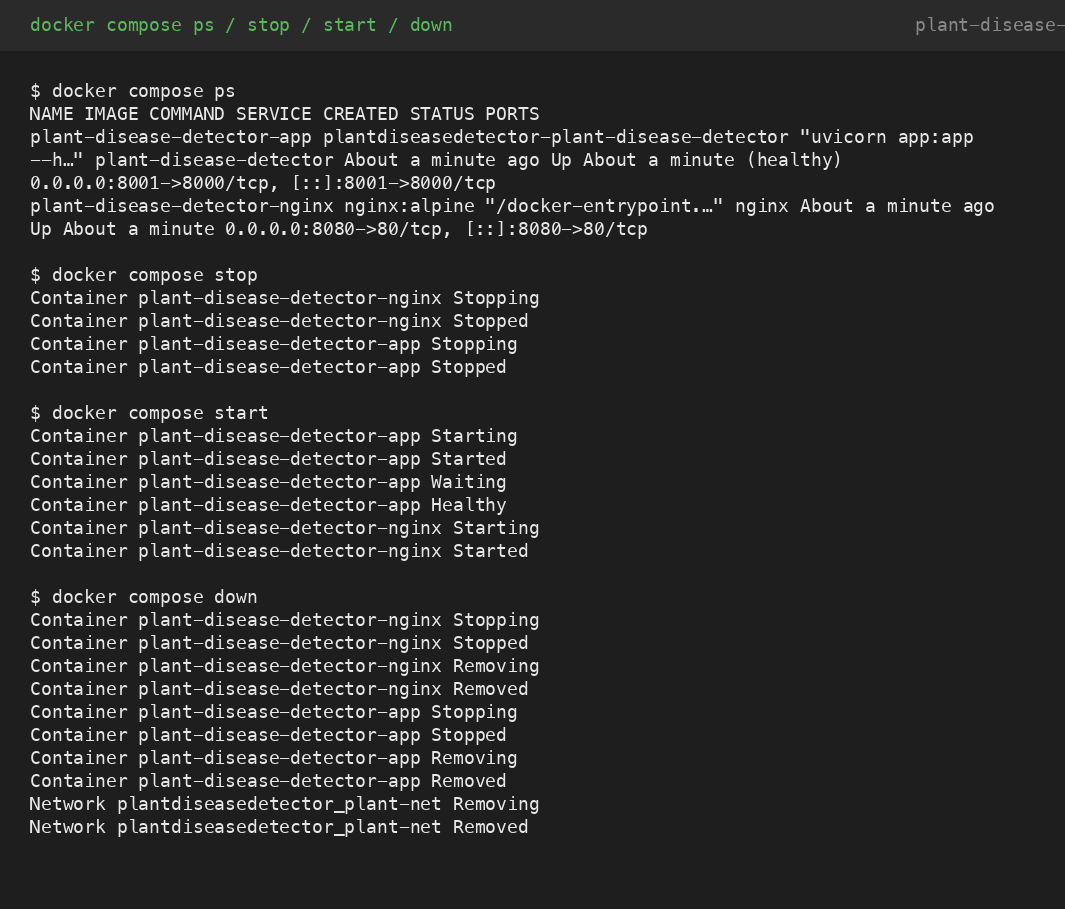 docker compose ps / stop / start / down
plant-disease-
$ docker compose ps
NAME IMAGE COMMAND SERVICE CREATED STATUS PORTS
plant-disease-detector-app plantdiseasedetector-plant-disease-detector "uvicorn app:app
--h…" plant-disease-detector About a minute ago Up About a minute (healthy)
0.0.0.0:8001->8000/tcp, [::]:8001->8000/tcp
plant-disease-detector-nginx nginx:alpine "/docker-entrypoint.…" nginx About a minute ago
Up About a minute 0.0.0.0:8080->80/tcp, [::]:8080->80/tcp
$ docker compose stop
Container plant-disease-detector-nginx Stopping
Container plant-disease-detector-nginx Stopped
Container plant-disease-detector-app Stopping
Container plant-disease-detector-app Stopped
$ docker compose start
Container plant-disease-detector-app Starting
Container plant-disease-detector-app Started
Container plant-disease-detector-app Waiting
Container plant-disease-detector-app Healthy
Container plant-disease-detector-nginx Starting
Container plant-disease-detector-nginx Started
$ docker compose down
Container plant-disease-detector-nginx Stopping
Container plant-disease-detector-nginx Stopped
Container plant-disease-detector-nginx Removing
Container plant-disease-detector-nginx Removed
Container plant-disease-detector-app Stopping
Container plant-disease-detector-app Stopped
Container plant-disease-detector-app Removing
Container plant-disease-detector-app Removed
Network plantdiseasedetector_plant-net Removing
Network plantdiseasedetector_plant-net Removed